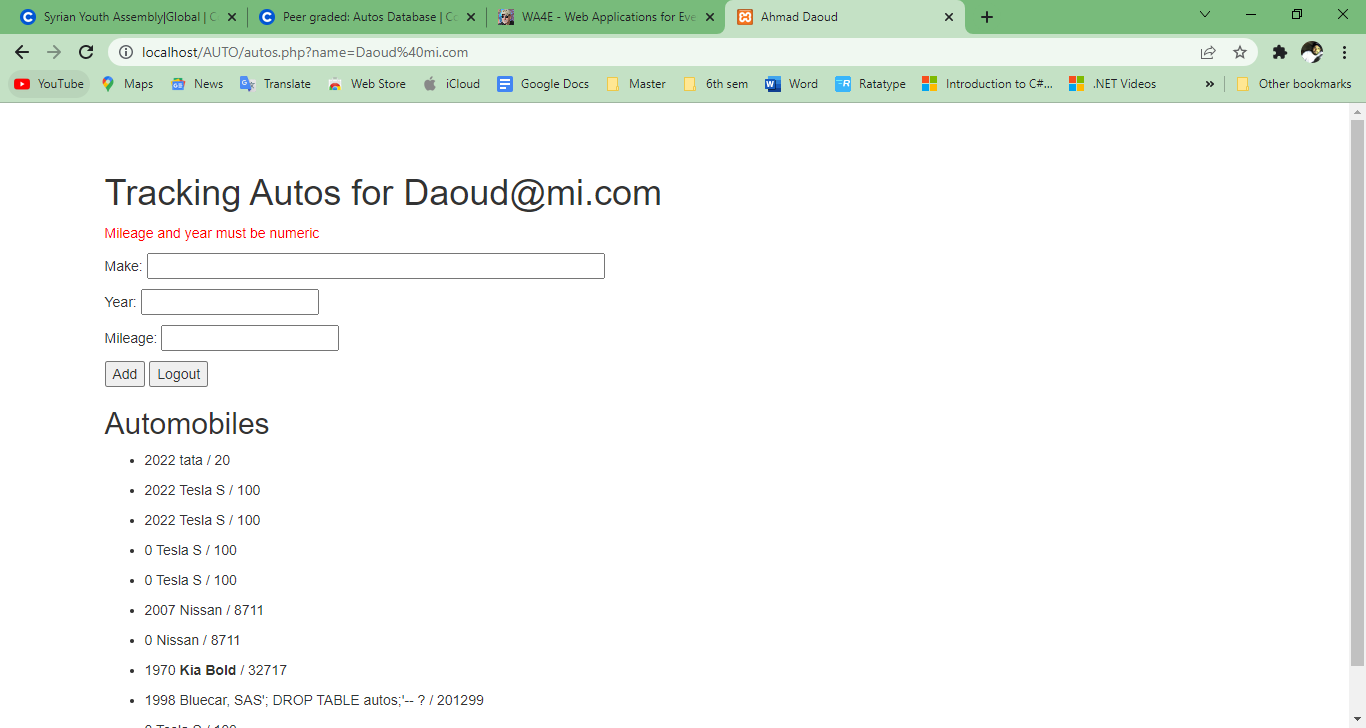 Syrian Youth Assembly|Global | C
Peer graded: Autos Database | Co
WA4E - Web Applications for Eve
Ahmad Daoud
localhost/AUTO/autos.php?name=Daoud%40mi.com
YouTube Maps News Translate Web Store iCloud Google Docs Master 6th sem Word Ratatype Introduction to C#... .NET Videos » Other bookmarks
Tracking Autos for Daoud@mi.com
Mileage and year must be numeric
Make:
Year:
Mileage:
Add Logout
Automobiles
• 2022 tata / 20
• 2022 Tesla S / 100
• 2022 Tesla S / 100
• 0 Tesla S / 100
• 0 Tesla S / 100
• 2007 Nissan / 8711
• 0 Nissan / 8711
• 1970 Kia Bold / 32717
• 1998 Bluecar, SAS'; DROP TABLE autos;'-- ? / 201299
0 Tesla S / 100